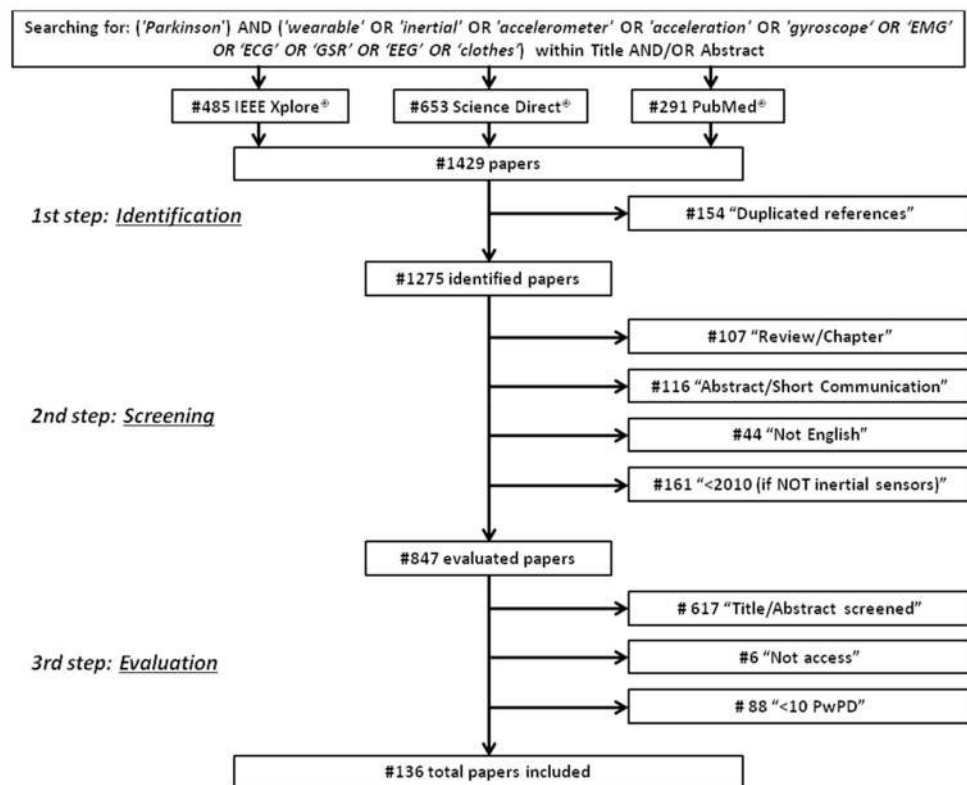 Searching for: ('Parkinson') AND ('wearable' OR 'inertial' OR 'accelerometer' OR 'acceleration' OR 'gyroscope' OR 'EMG'
OR 'ECG' OR 'GSR' OR 'EEG' OR 'clothes') within Title AND/OR Abstract
#485 IEEE Xplore®
#653 Science Direct®
#291 PubMed®
#1429 papers
1st step: Identification
#154 “Duplicated references”
#1275 identified papers
#107 “Review/Chapter”
#116 “Abstract/Short Communication”
2nd step: Screening
#44 “Not English”
#161 “<2010 (if NOT inertial sensors)”
#847 evaluated papers
# 617 “Title/Abstract screened”
3rd step: Evaluation
#6 “Not access”
# 88 “<10 PwPD”
#136 total papers included